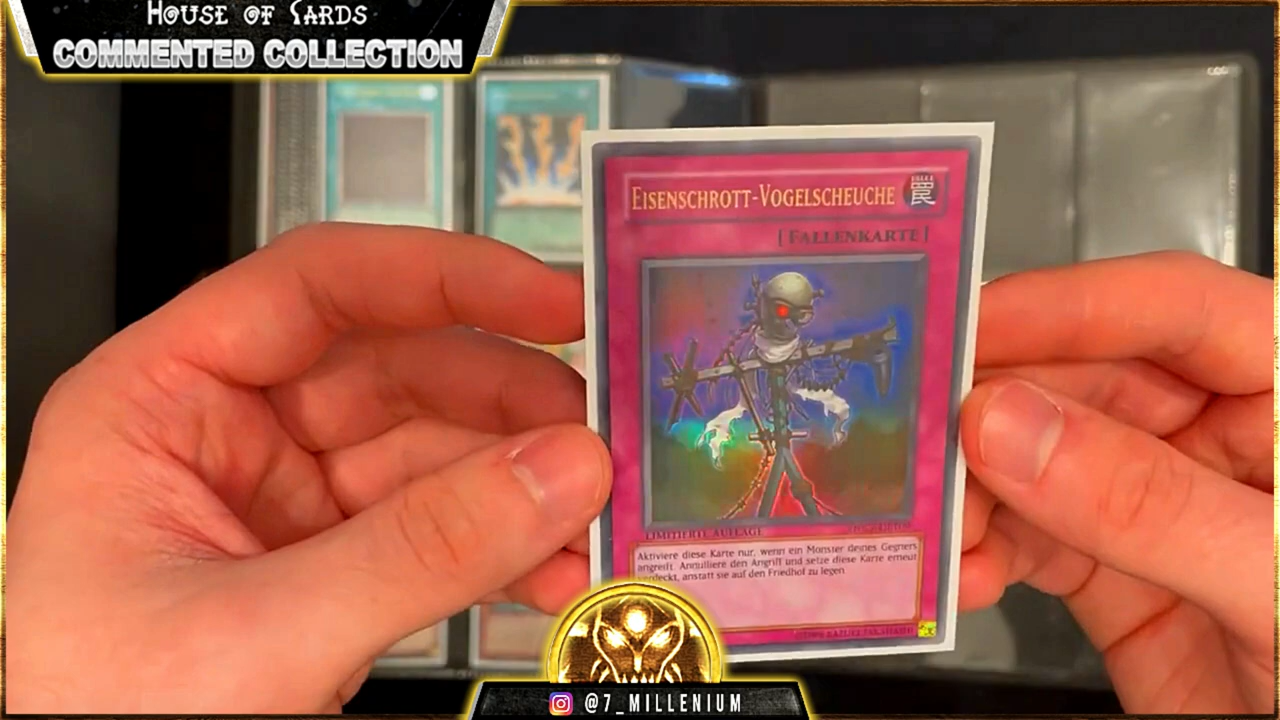 House of Cards
COMMENTED COLLECTION
Eisenschrott-Vogelscheuche
[ Fallenkarte ]
Limitierte Auflage
Aktiviere diese Karte nur, wenn ein Monster deines Gegners
angreift. Annulliere den Angriff und setze diese Karte erneut
verdeckt, anstatt sie auf den Friedhof zu legen
@7_MILLENIUM